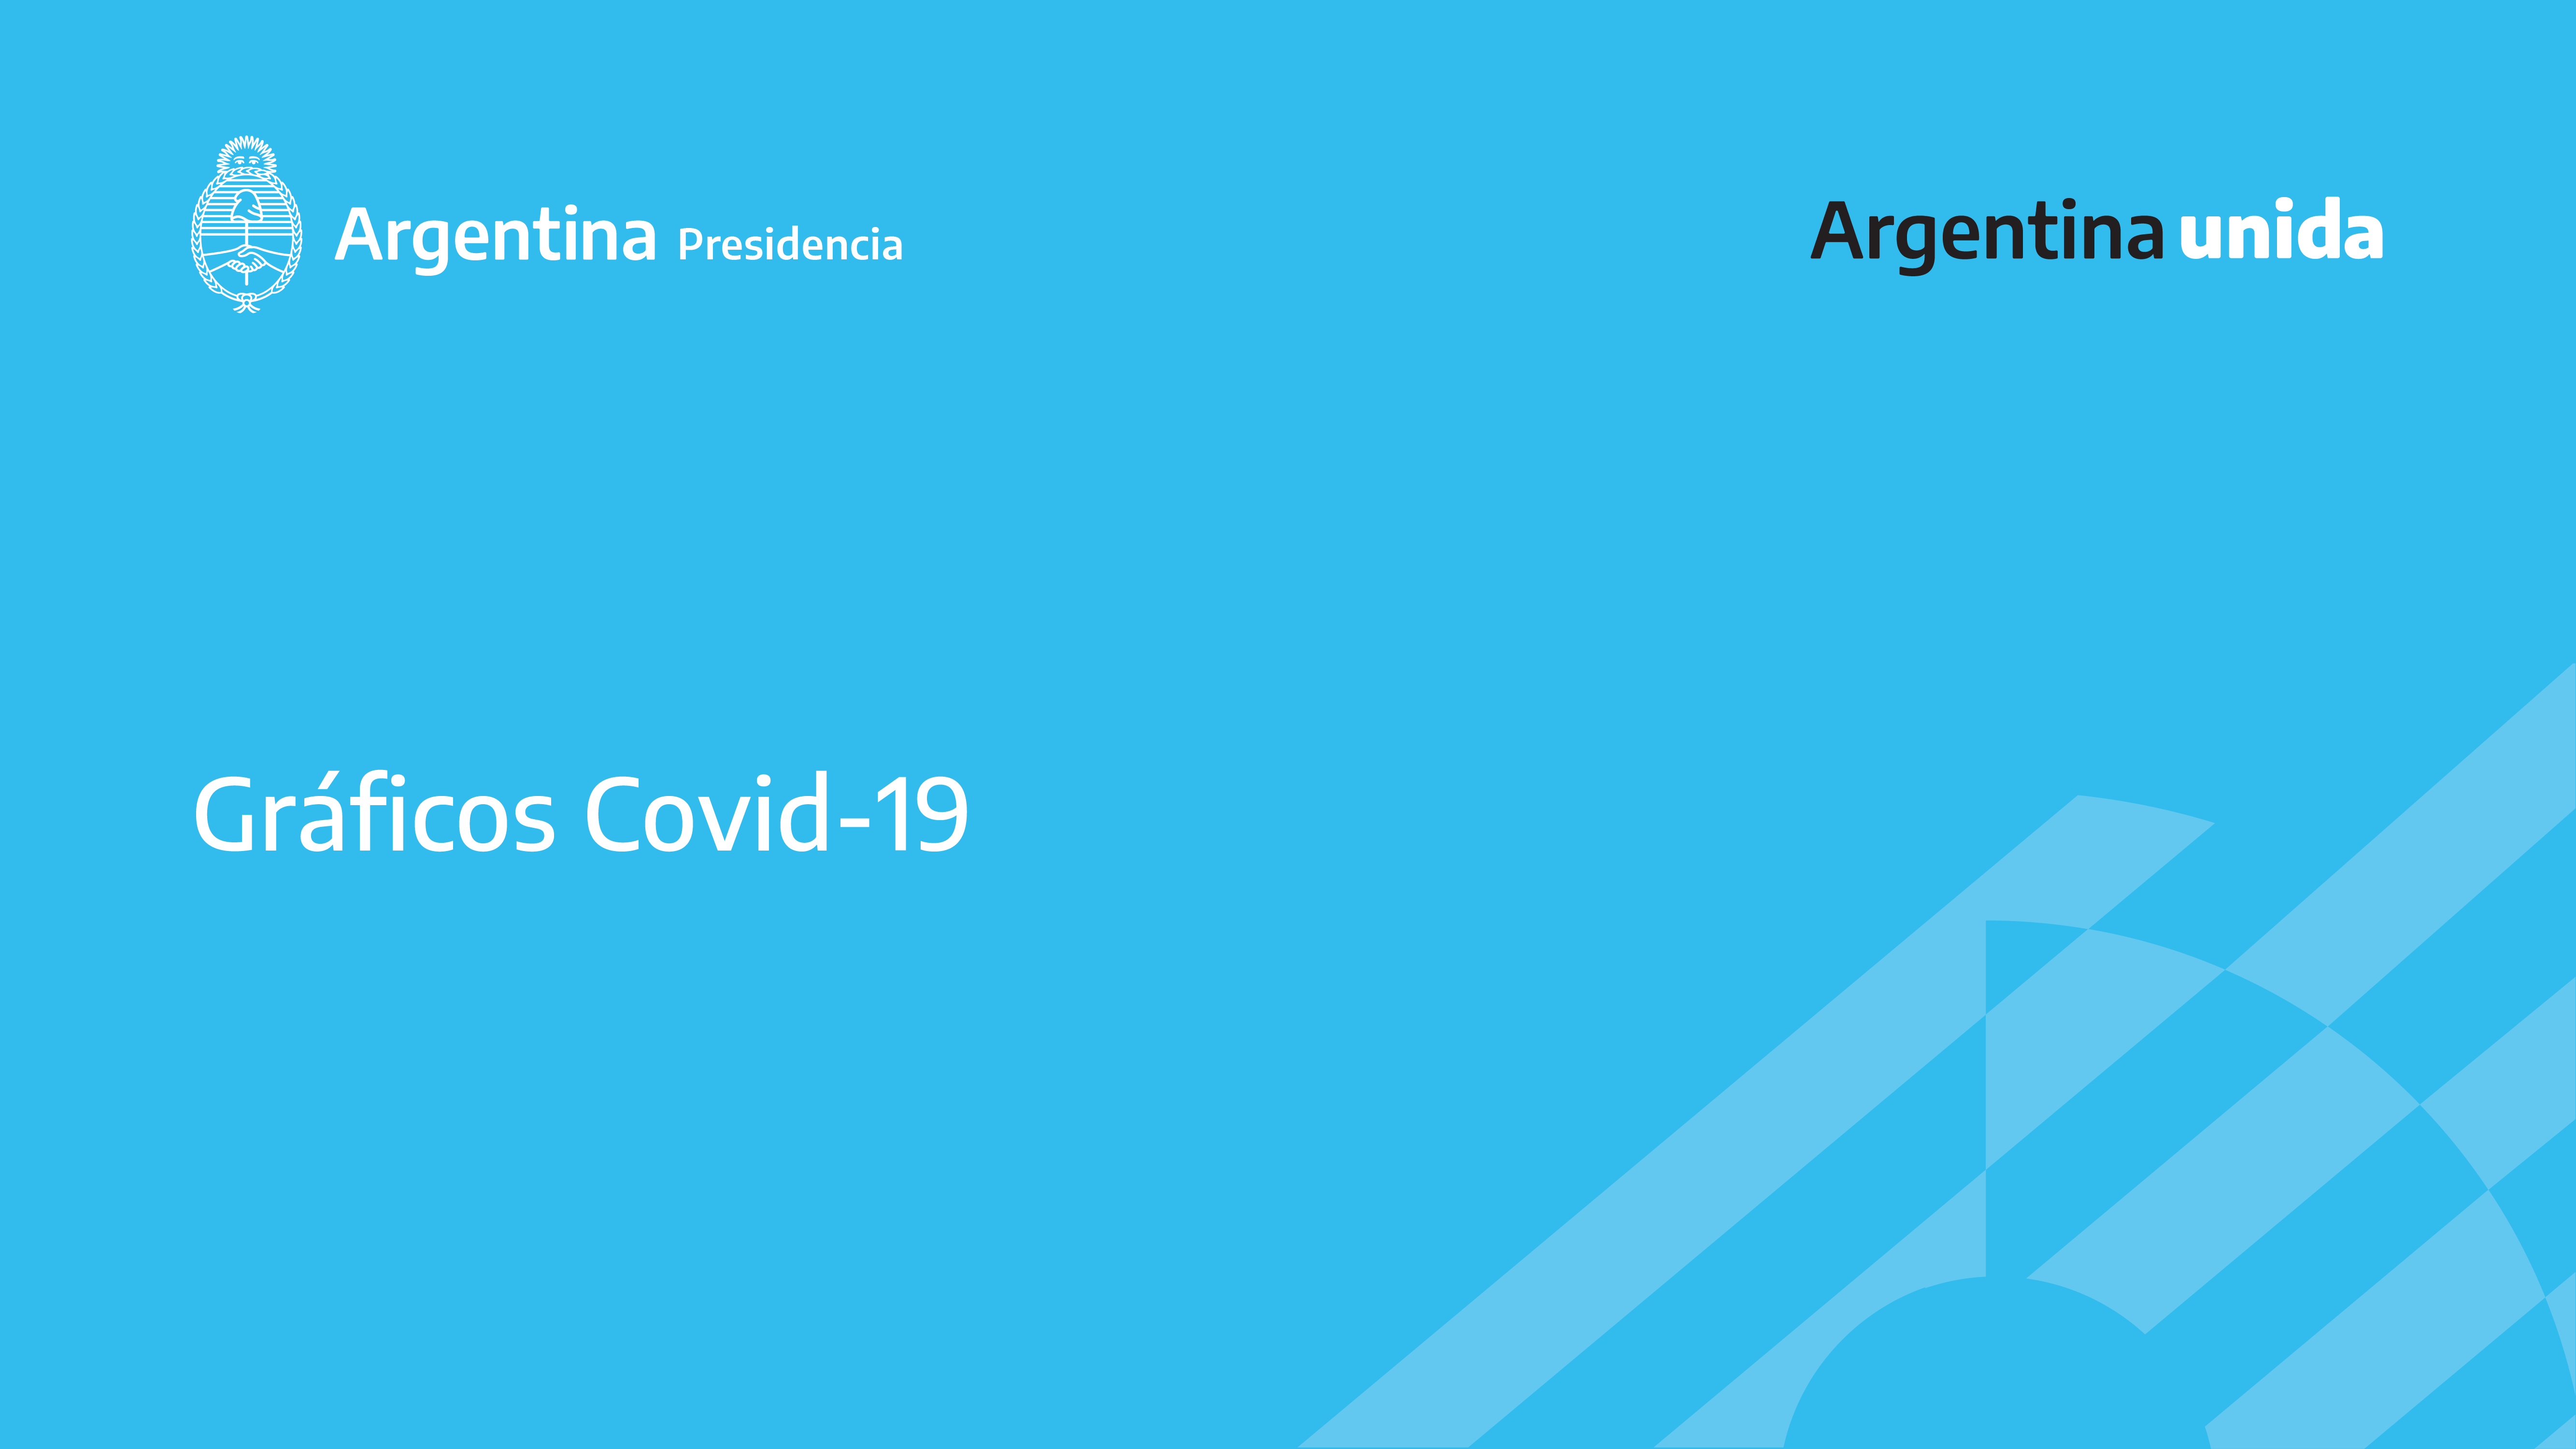 Argentina Presidencia
Argentina unida
Gráficos Covid-19